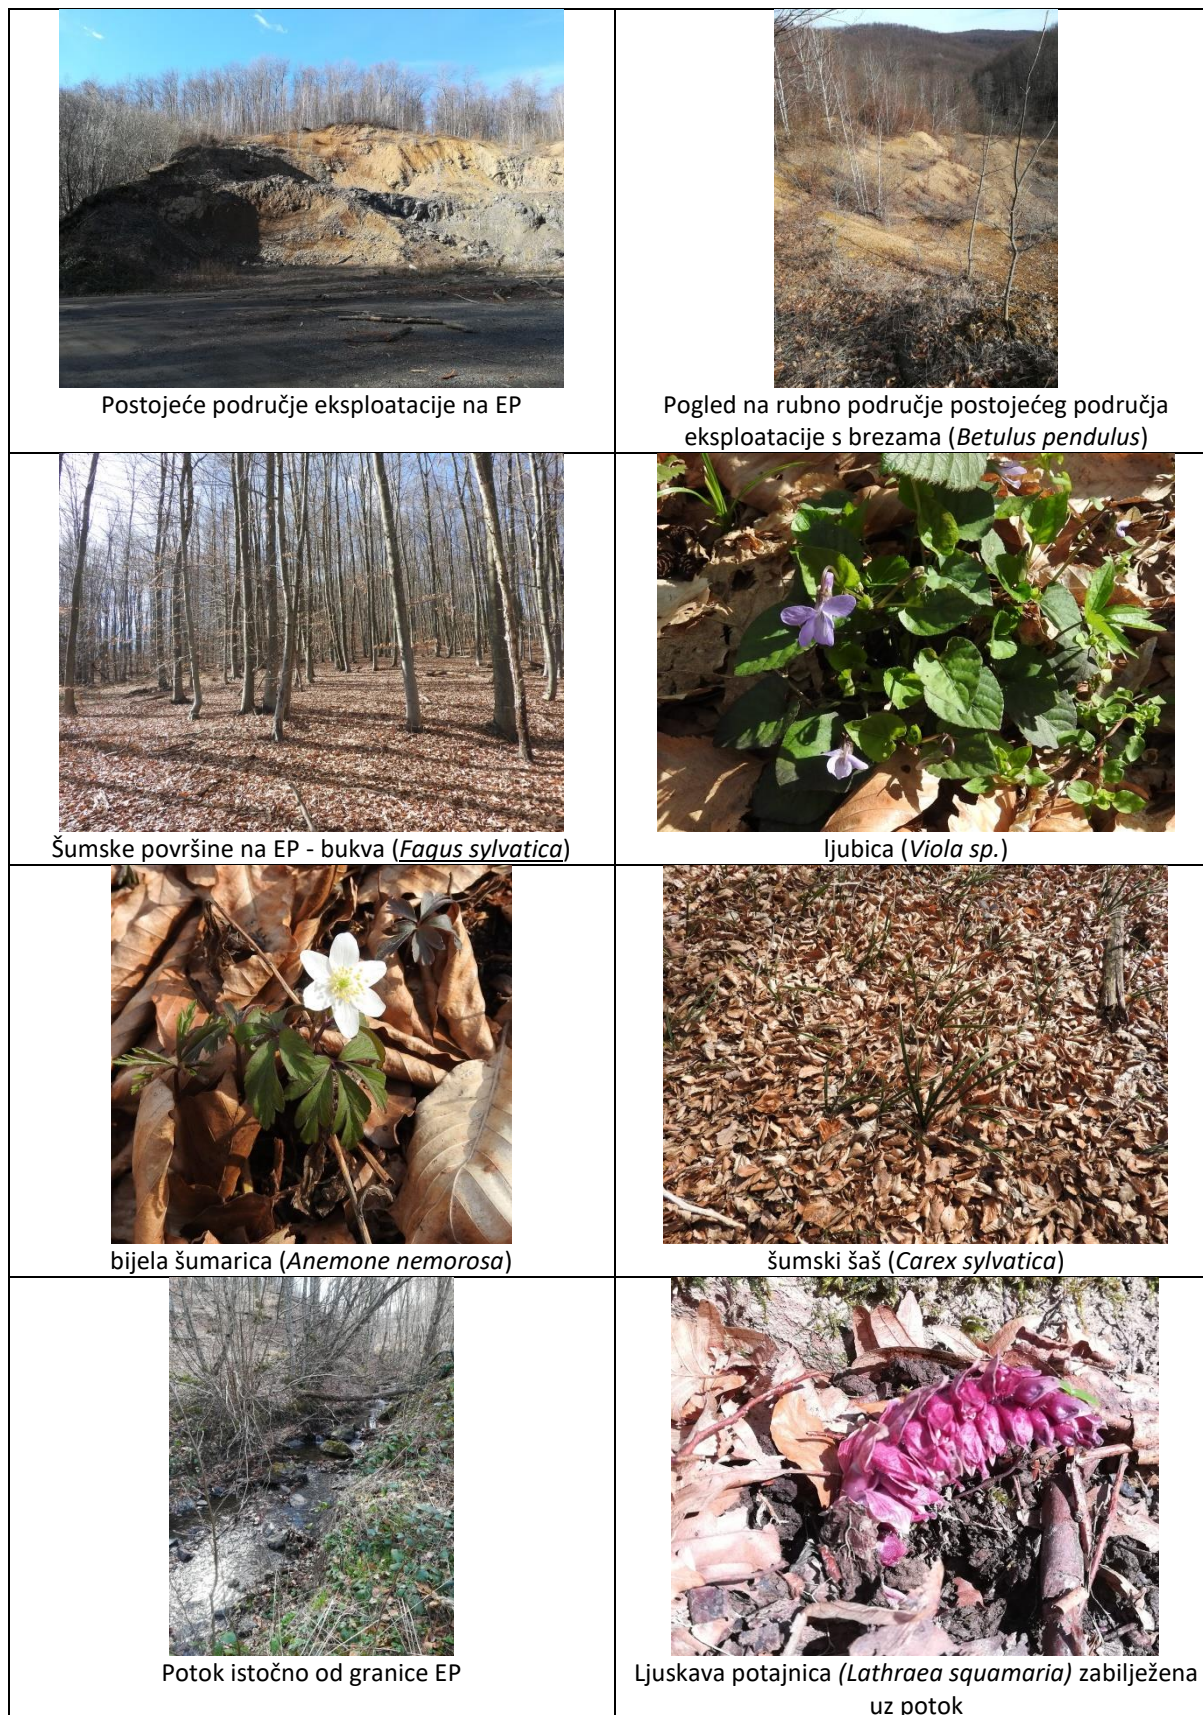 Postojeće područje eksploatacije na EP
Pogled na rubno područje postojećeg područja
eksploatacije s brezama (Betulus pendulus)
Šumske površine na EP - bukva (Fagus sylvatica)
ljubica (Viola sp.)
bijela šumarica (Anemone nemorosa)
šumski šaš (Carex sylvatica)
Potok istočno od granice EP
Ljuskava potajnica (Lathraea squamaria) zabilježena
uz potok